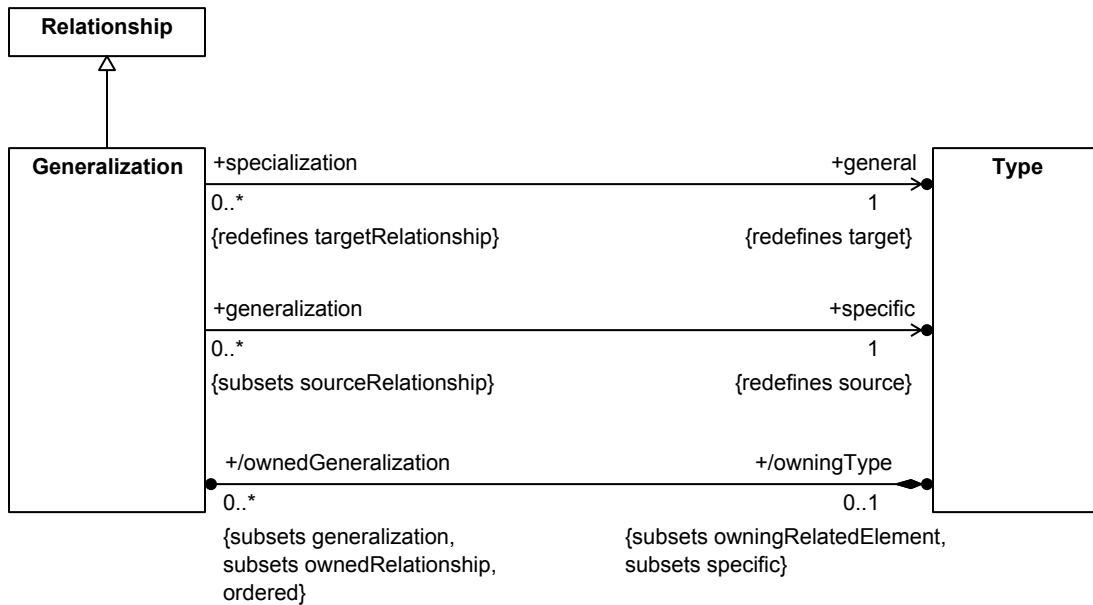 Relationship
Generalization
+specialization
+general
Type
0..*
1
{redefines targetRelationship}
{redefines target}
+generalization
+specific
0..*
1
{subsets sourceRelationship}
{redefines source}
+/ownedGeneralization
+/owningType
0..*
0..1
{subsets generalization,
subsets ownedRelationship,
ordered}
{subsets owningRelatedElement,
subsets specific}